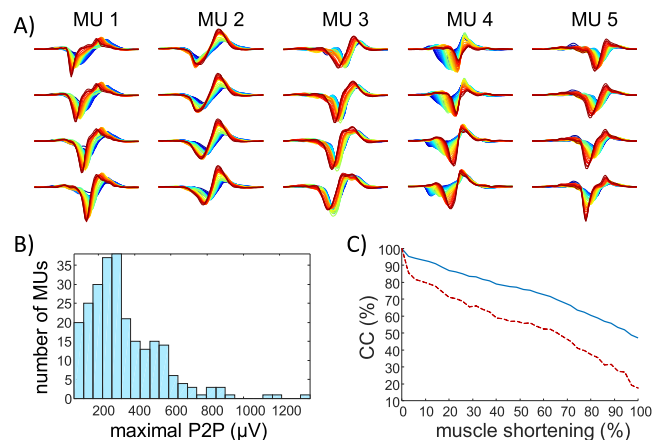 A) MU 1 MU 2 MU 3 MU 4 MU 5
B)
number of MUs
35
30
25
20
15
10
5
0
200 400 600 800 1000 1200
maximal P2P (µV)
C)
CC (%)
100
90
80
70
60
50
40
30
20
10
0 10 20 30 40 50 60 70 80 90 100
muscle shortening (%)